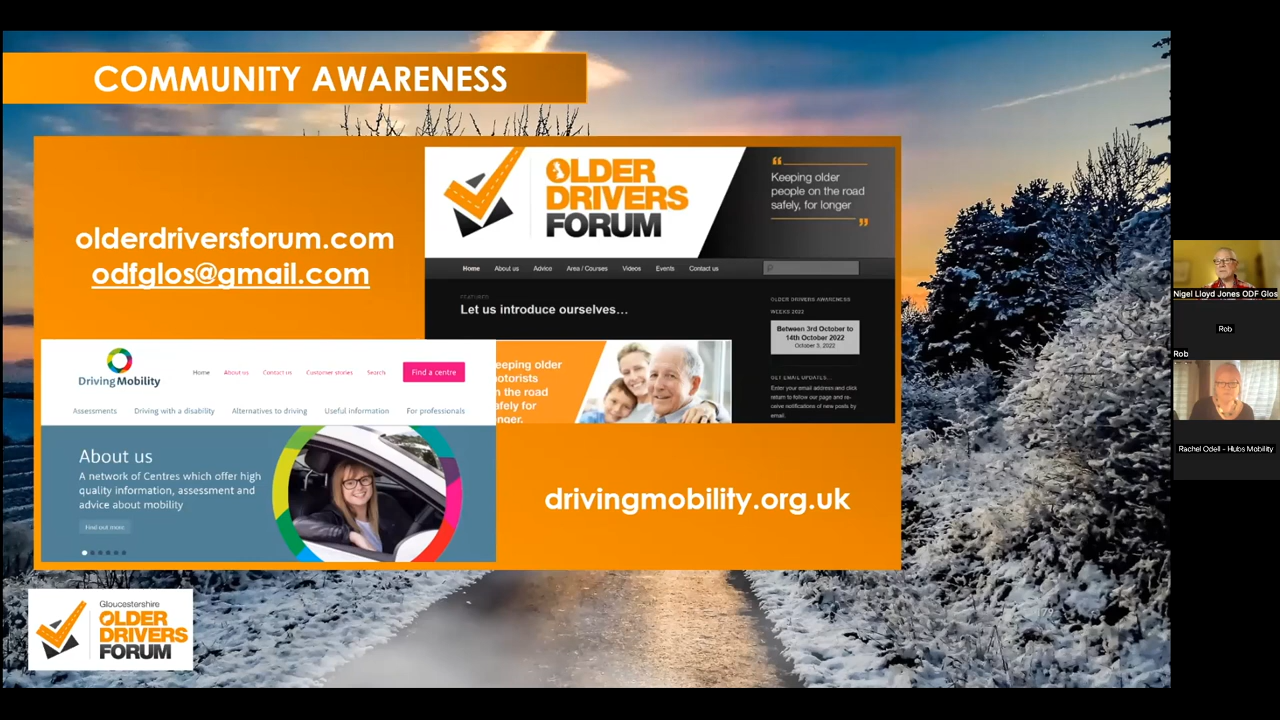 COMMUNITY AWARENESS
olderdriversforum.com
odfglos@gmail.com
OLDER
DRIVERS
FORUM
“
Keeping older
people on the road
safely, for longer
”
Home About us Advice Area / Courses Videos Events Contact us
FEATURED
Let us introduce ourselves…
OLDER DRIVERS AWARENESS
WEEKS 2022
Between 3rd October to
14th October 2022
October 5, 2022
GET EMAIL UPDATES…
Enter your email address and click
return to follow our page and re-
ceive notifications of new posts by
email.
eeping older
otorists
n the road
afely for
nger.
Driving Mobility
Home About us Contact us Customer stories Search Find a centre
Assessments Driving with a disability Alternatives to driving Useful information For professionals
About us
A network of Centres which offer high
quality information, assessment and
advice about mobility
Find out more
drivingmobility.org.uk
Gloucestershire
OLDER
DRIVERS
FORUM
179
Nigel Lloyd Jones ODF Glos
Rob
Rob
Rachel Odell - Hubs Mobility